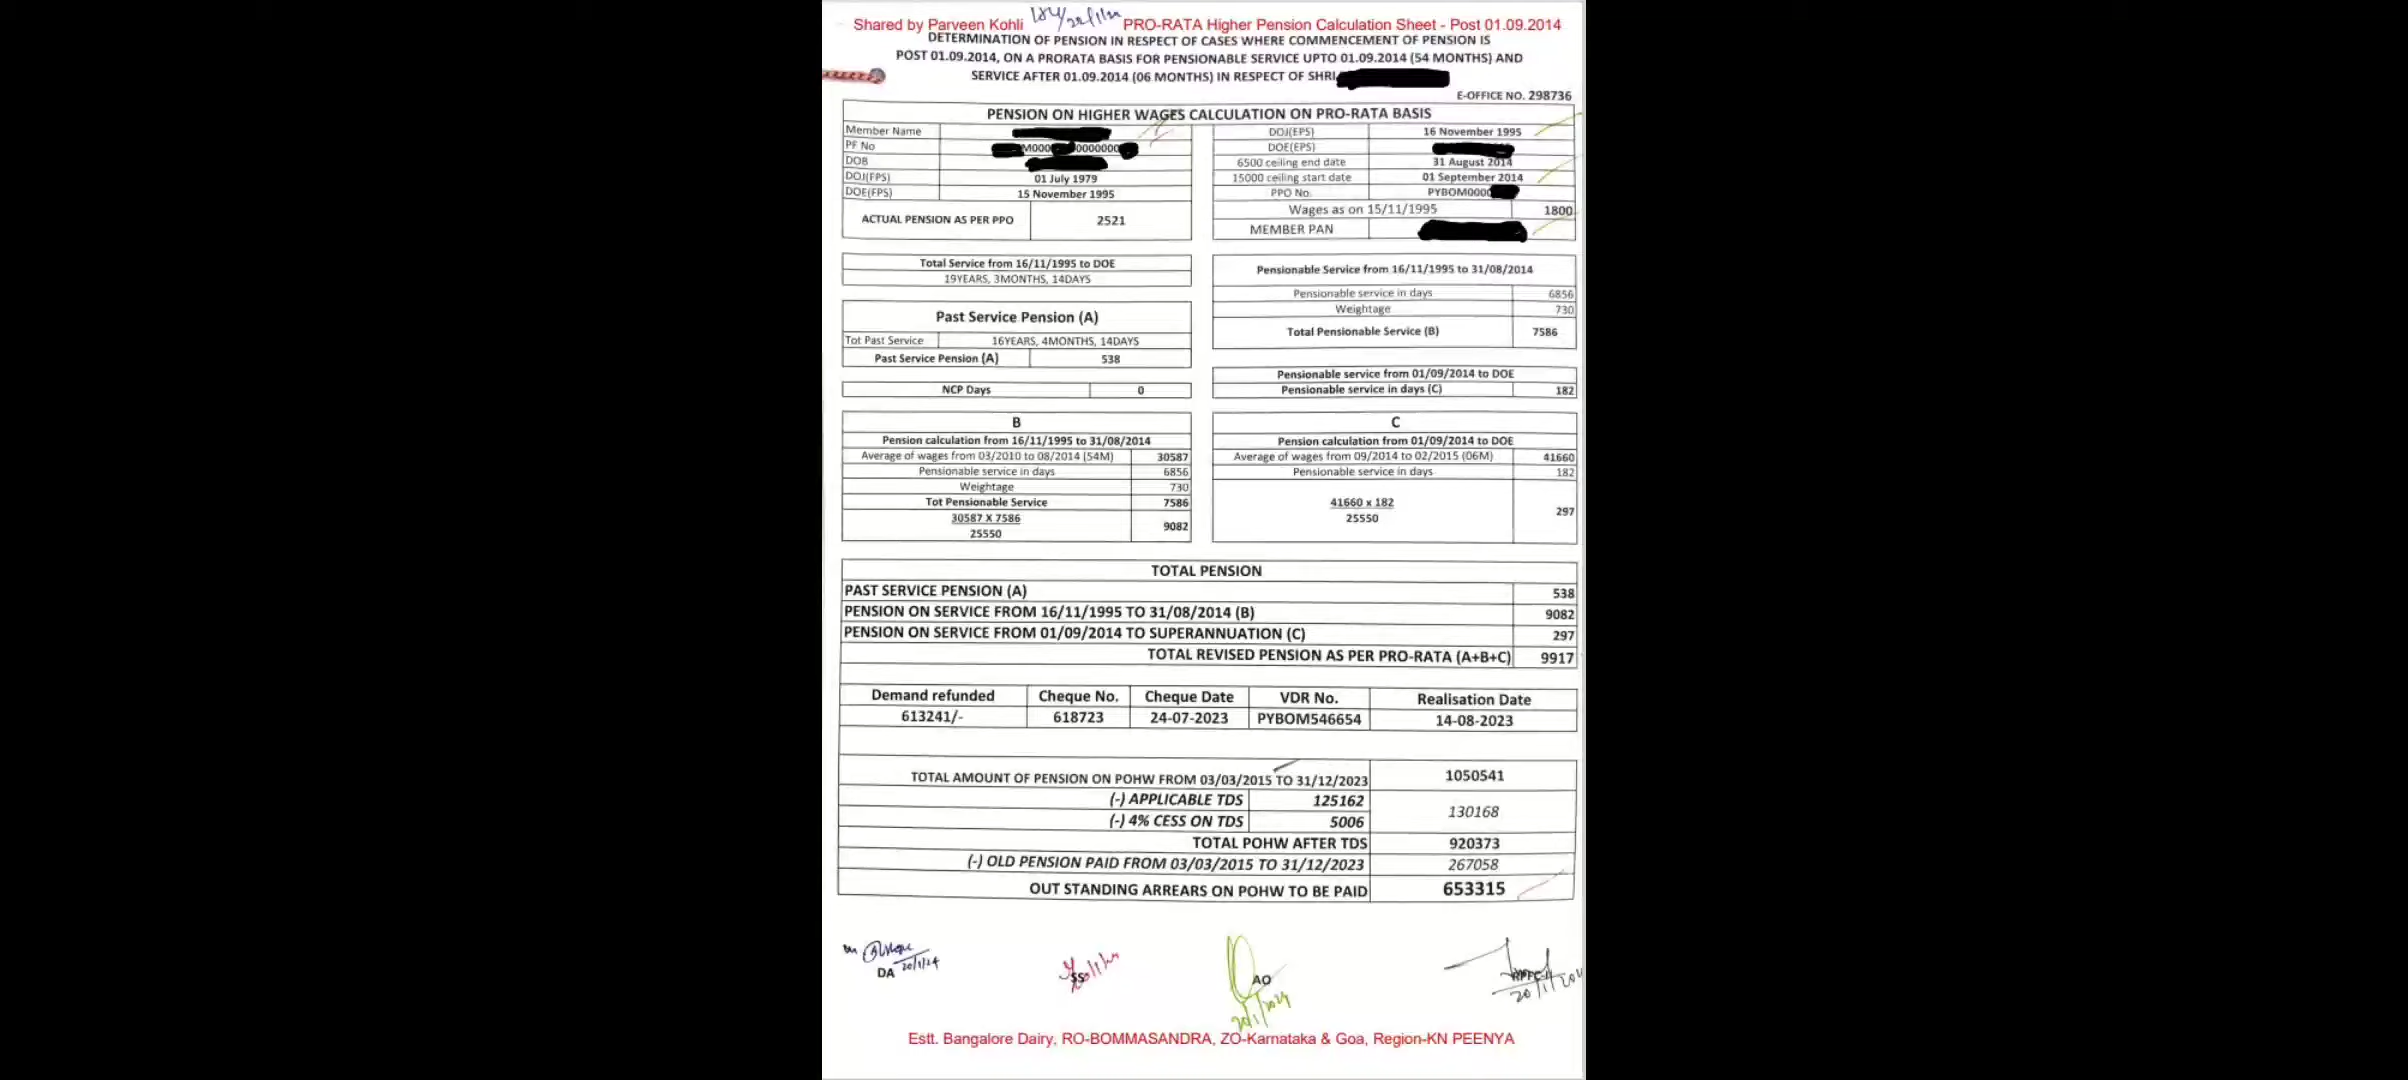 Shared by Parveen Kohli PRO-RATA Higher Pension Calculation Sheet - Post 01.09.2014
DETERMINATION OF PENSION IN RESPECT OF CASES WHERE COMMENCEMENT OF PENSION IS
POST 01.09.2014, ON A PRORATA BASIS FOR PENSIONABLE SERVICE UPTO 01.09.2014 (54 MONTHS) AND
SERVICE AFTER 01.09.2014 (06 MONTHS) IN RESPECT OF SHRI
E-OFFICE NO. 298736
PENSION ON HIGHER WAGES CALCULATION ON PRO-RATA BASIS
Member Name
PF No M000 0000000
DOB
DOJ(FPS) 01 July 1979
DOE(FPS) 15 November 1995
ACTUAL PENSION AS PER PPO 2521
DOJ(EPS) 16 November 1995
DOE(EPS)
6500 ceiling end date 31 August 2014
15000 ceiling start date 01 September 2014
PPO No. PYBOM000
Wages as on 15/11/1995 1800
MEMBER PAN
Total Service from 16/11/1995 to DOE
19YEARS, 3MONTHS, 14DAYS
Past Service Pension (A)
Tot Past Service 16YEARS, 4MONTHS, 14DAYS
Past Service Pension (A) 538
NCP Days 0
Pensionable Service from 16/11/1995 to 31/08/2014
Pensionable service in days 6856
Weightage 730
Total Pensionable Service (B) 7586
Pensionable service from 01/09/2014 to DOE
Pensionable service in days (C) 182
B
Pension calculation from 16/11/1995 to 31/08/2014
Average of wages from 03/2010 to 08/2014 (54M) 30587
Pensionable service in days 6856
Weightage 730
Tot Pensionable Service 7586
30587 X 7586
25550
9082
C
Pension calculation from 01/09/2014 to DOE
Average of wages from 09/2014 to 02/2015 (06M) 41660
Pensionable service in days 182
41660 x 182
25550
297
TOTAL PENSION
PAST SERVICE PENSION (A) 538
PENSION ON SERVICE FROM 16/11/1995 TO 31/08/2014 (B) 9082
PENSION ON SERVICE FROM 01/09/2014 TO SUPERANNUATION (C) 297
TOTAL REVISED PENSION AS PER PRO-RATA (A+B+C) 9917
Demand refunded Cheque No. Cheque Date VDR No. Realisation Date
613241/- 618723 24-07-2023 PYBOM546654 14-08-2023
TOTAL AMOUNT OF PENSION ON POHW FROM 03/03/2015 TO 31/12/2023 1050541
(-) APPLICABLE TDS 125162
130168
(-) 4% CESS ON TDS 5006
TOTAL POHW AFTER TDS 920373
(-) OLD PENSION PAID FROM 03/03/2015 TO 31/12/2023 267058
OUT STANDING ARREARS ON POHW TO BE PAID 653315
DA 20/1/24
SS
AO
20/1/2024
Estt. Bangalore Dairy, RO-BOMMASANDRA, ZO-Karnataka & Goa, Region-KN PEENYA